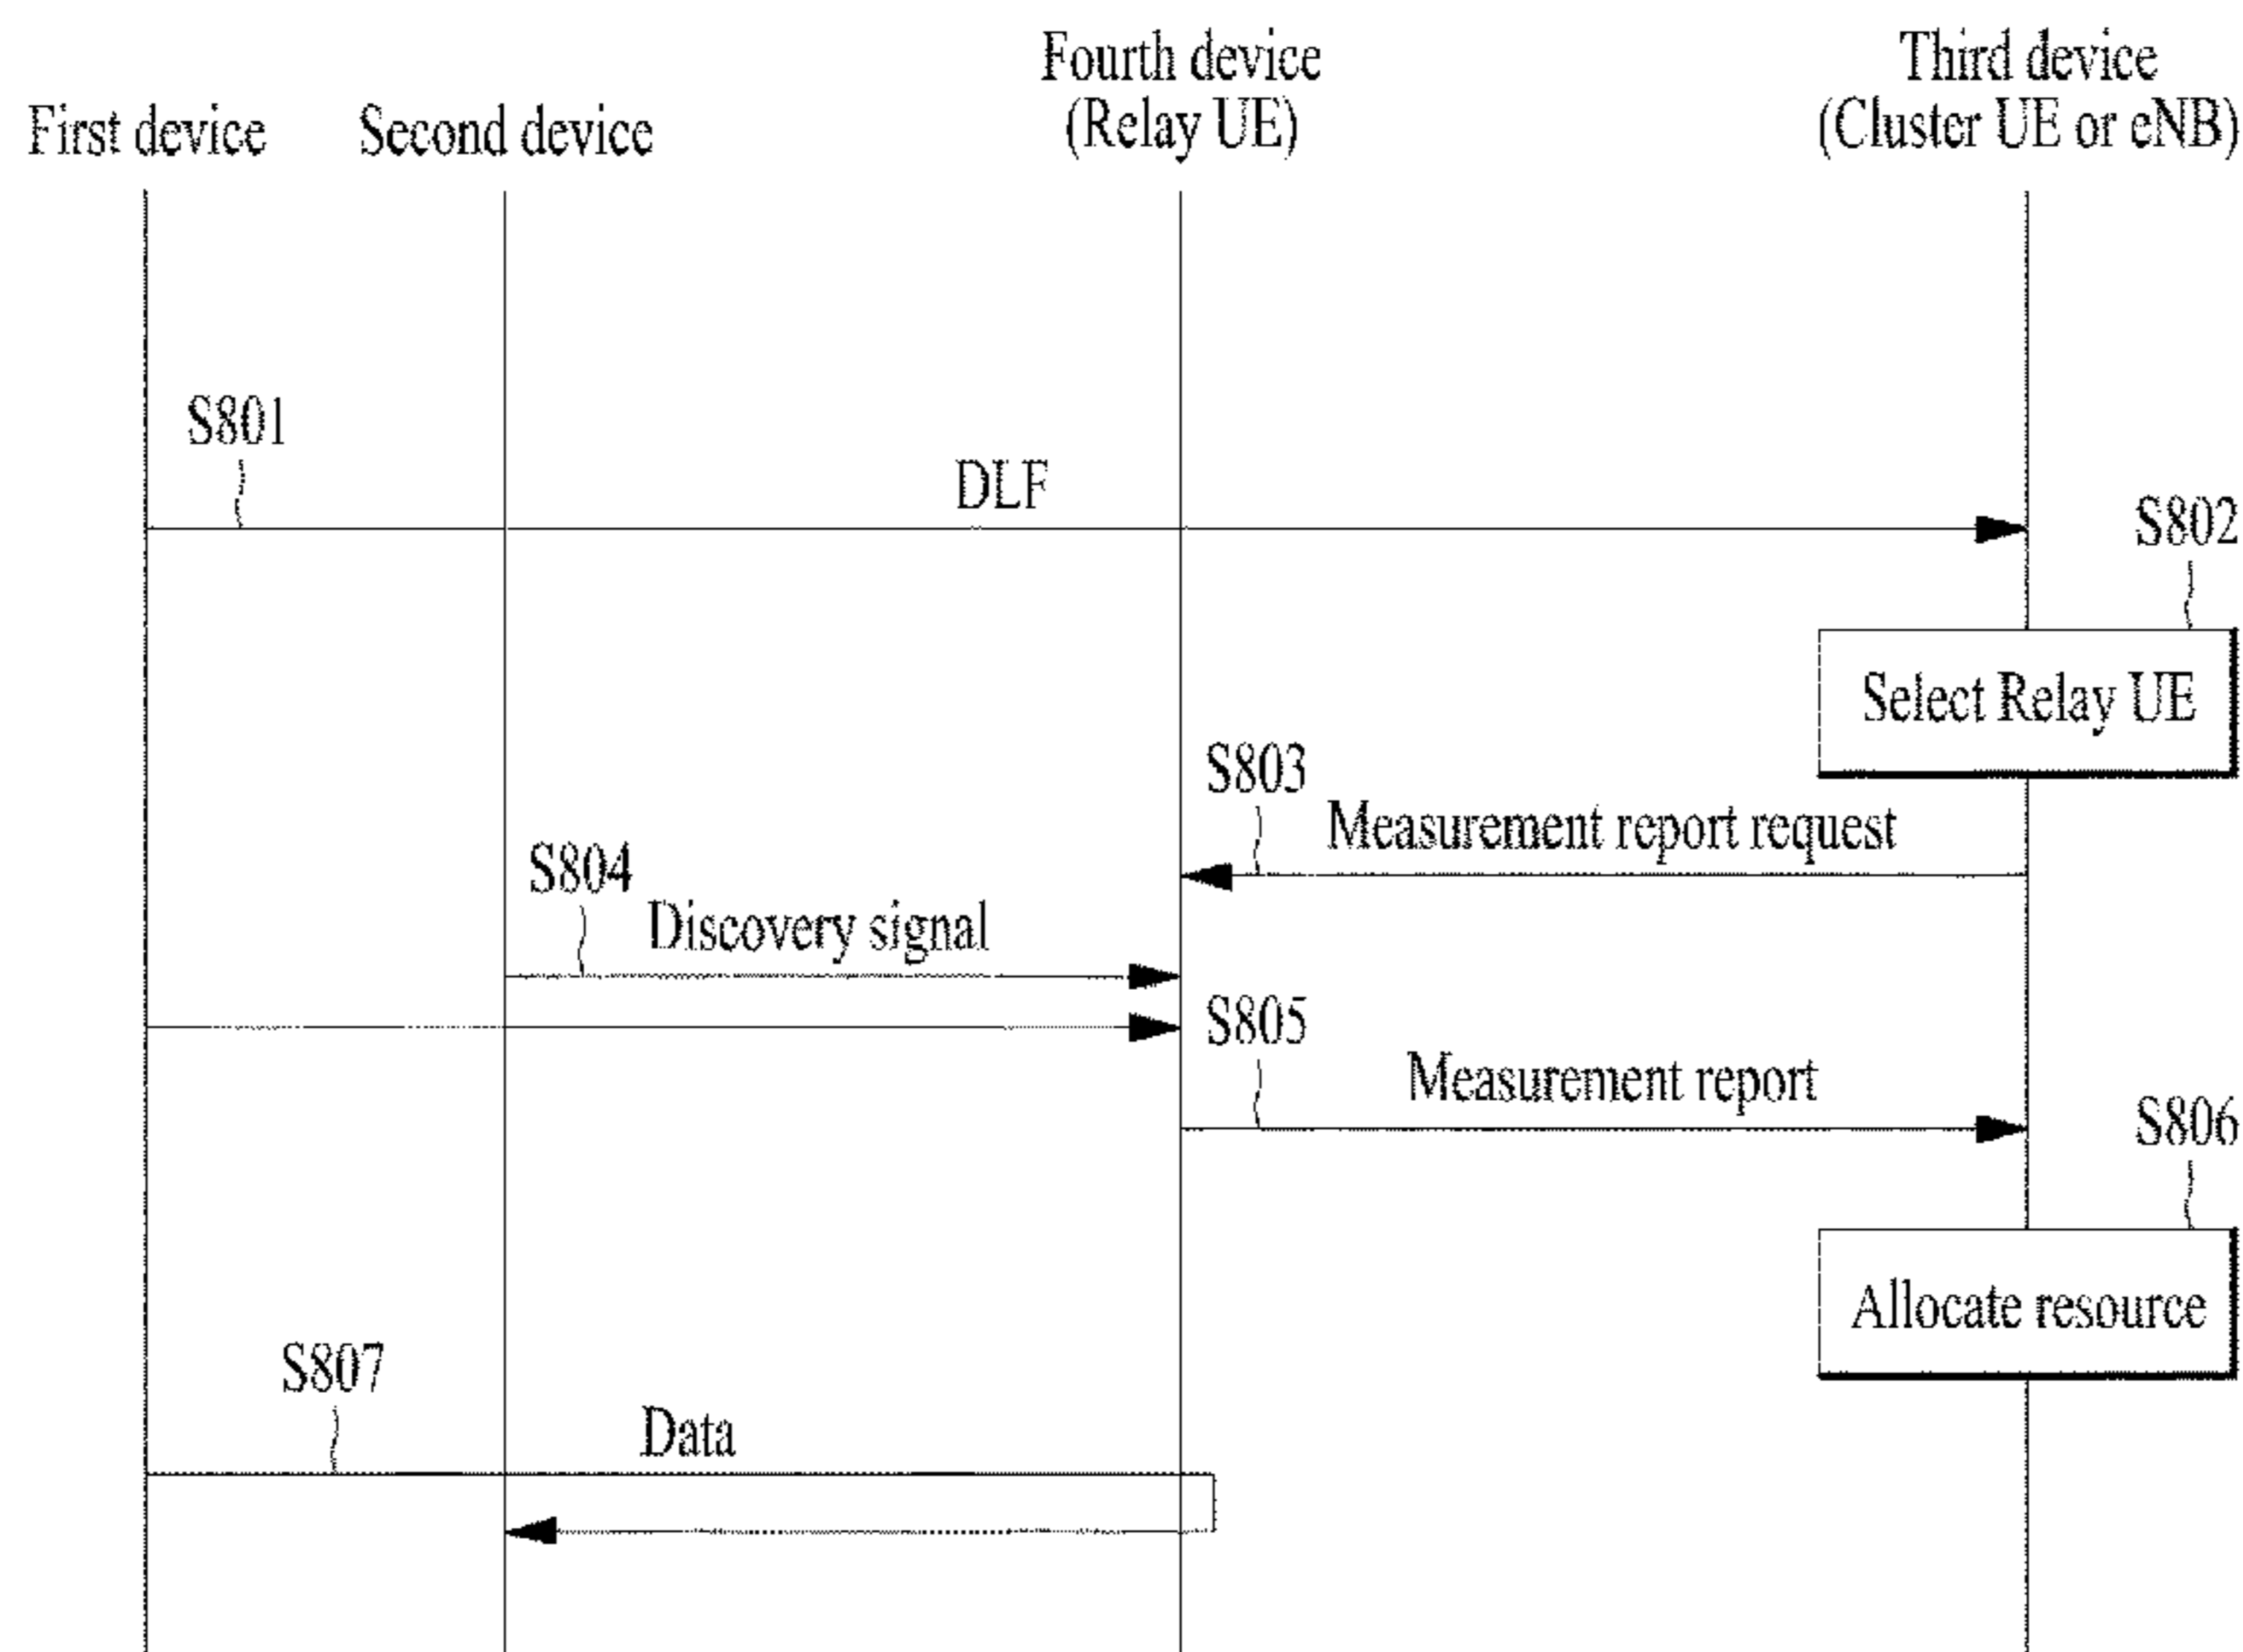 Fourth device
(Relay UE)
Third device
(Cluster UE or eNB)
First device
Second device
S801
DLF
S802
Select Relay UE
S803
Measurement report request
S804
Discovery signal
S805
Measurement report
S806
Allocate resource
S807
Data